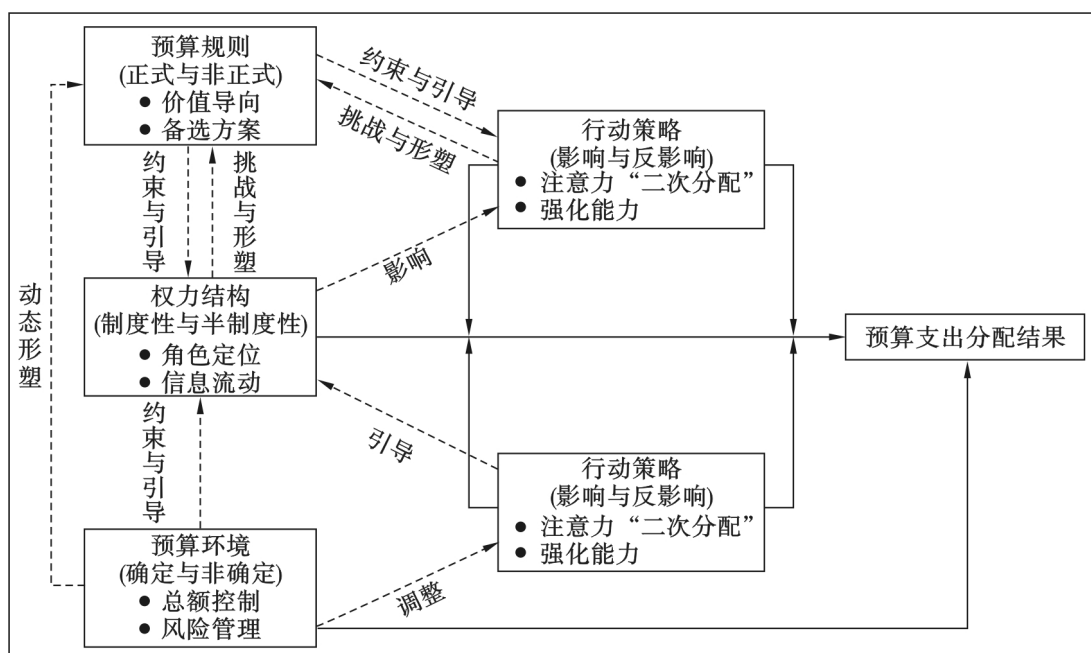 预算规则
(正式与非正式)
● 价值导向
● 备选方案
约束与引导
挑战与形塑
行动策略
(影响与反影响)
● 注意力“二次分配”
● 强化能力
约束与引导
挑战与形塑
影响
动态形塑
权力结构
(制度性与半制度性)
● 角色定位
● 信息流动
预算支出分配结果
约束与引导
引导
行动策略
(影响与反影响)
● 注意力“二次分配”
● 强化能力
预算环境
(确定与非确定)
● 总额控制
● 风险管理
调整